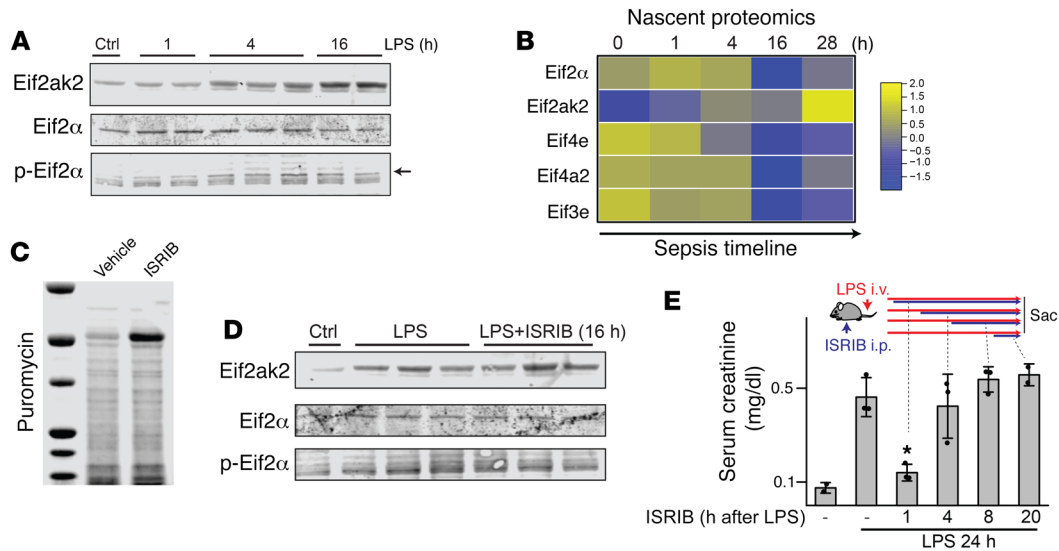 A
Ctrl 1 4 16 LPS (h)
Eif2ak2
Eif2α
p-Eif2α
B
Nascent proteomics
0 1 4 16 28 (h)
Eif2α
Eif2ak2
Eif4e
Eif4a2
Eif3e
2.0
1.5
1.0
0.5
0.0
−0.5
−1.0
−1.5
Sepsis timeline
C
Vehicle ISRIB
Puromycin
D
Ctrl LPS LPS+ISRIB (16 h)
Eif2ak2
Eif2α
p-Eif2α
E
LPS i.v.
ISRIB i.p.
Sac
Serum creatinine
(mg/dl)
0.5
0.1
*
ISRIB (h after LPS) - - 1 4 8 20
LPS 24 h